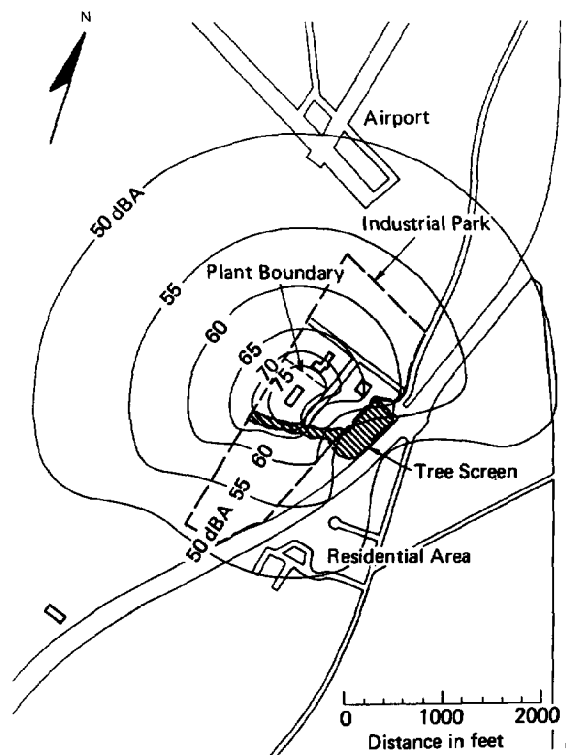 N
Airport
50 dBA
Industrial Park
55
Plant Boundary
60
65
70
75
60
Tree Screen
55
50 dBA
Residential Area
0 1000 2000
Distance in feet